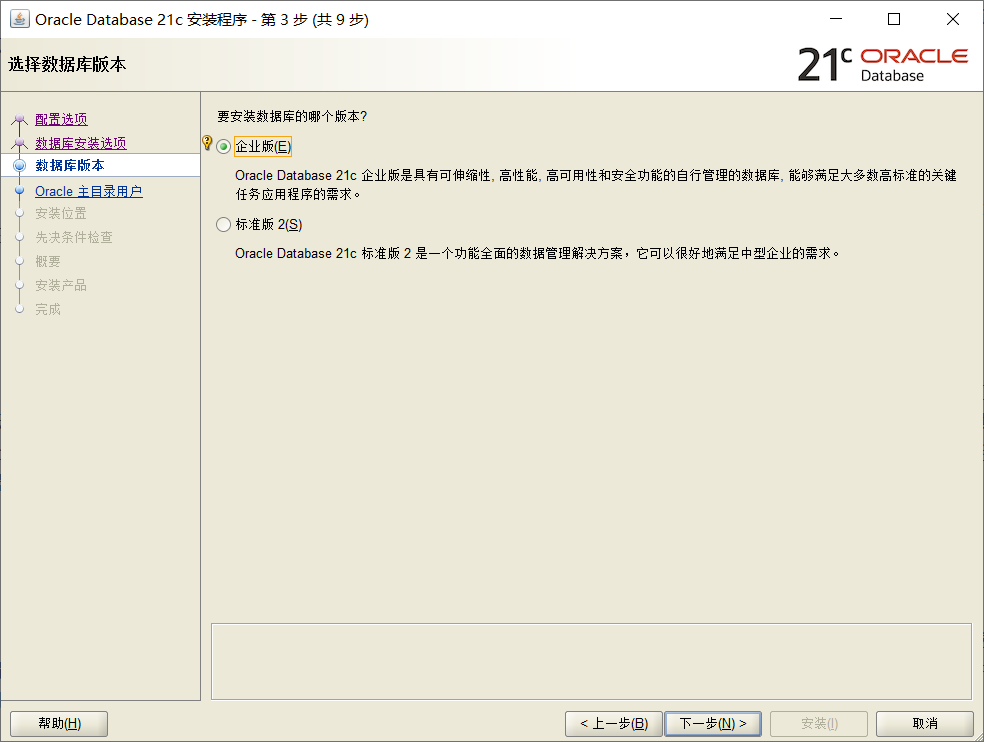 Oracle Database 21c 安装程序 - 第 3 步 (共 9 步)
选择数据库版本
21c ORACLE
Database
配置选项
数据库安装选项
数据库版本
Oracle 主目录用户
安装位置
先决条件检查
概要
安装产品
完成
要安装数据库的哪个版本?
企业版(E)
Oracle Database 21c 企业版是具有可伸缩性, 高性能, 高可用性和安全功能的自行管理的数据库, 能够满足大多数高标准的关键
任务应用程序的需求。
标准版 2(S)
Oracle Database 21c 标准版 2 是一个功能全面的数据管理解决方案，它可以很好地满足中型企业的需求。
帮助(H)
< 上一步(B)
下一步(N) >
安装(I)
取消